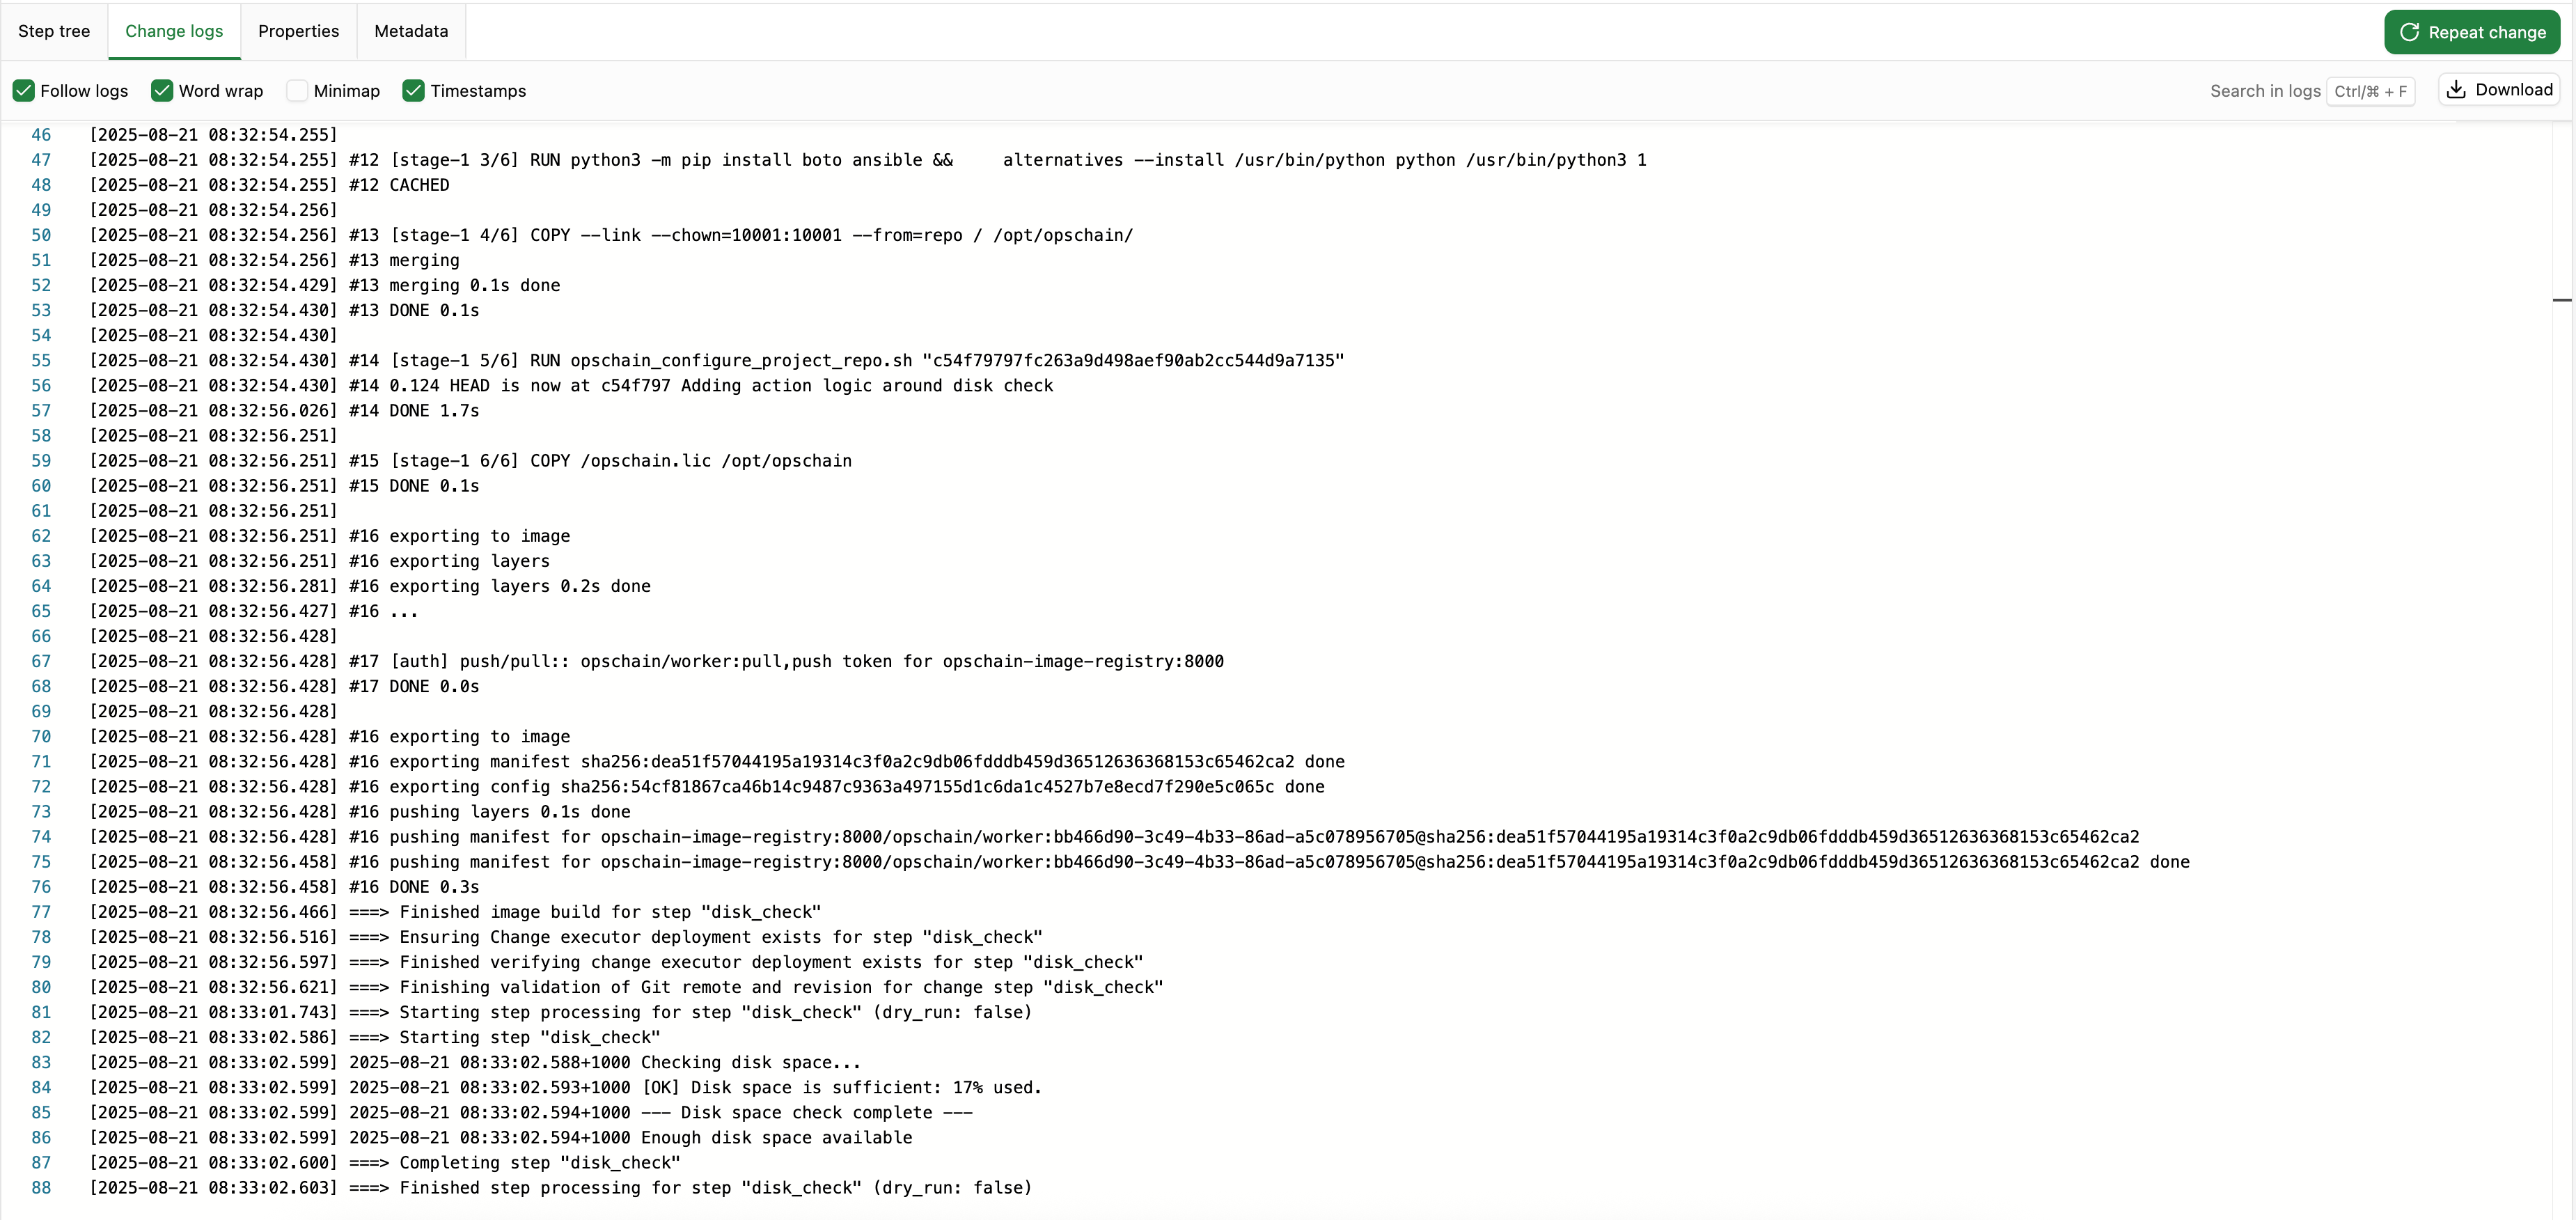 Step tree Change logs Properties Metadata Repeat change
Follow logs Word wrap Minimap Timestamps Search in logs Ctrl/⌘ + F Download
46 [2025-08-21 08:32:54.255]
47 [2025-08-21 08:32:54.255] #12 [stage-1 3/6] RUN python3 -m pip install boto ansible &&     alternatives --install /usr/bin/python python /usr/bin/python3 1
48 [2025-08-21 08:32:54.255] #12 CACHED
49 [2025-08-21 08:32:54.256]
50 [2025-08-21 08:32:54.256] #13 [stage-1 4/6] COPY --link --chown=10001:10001 --from=repo / /opt/opschain/
51 [2025-08-21 08:32:54.256] #13 merging
52 [2025-08-21 08:32:54.429] #13 merging 0.1s done
53 [2025-08-21 08:32:54.430] #13 DONE 0.1s
54 [2025-08-21 08:32:54.430]
55 [2025-08-21 08:32:54.430] #14 [stage-1 5/6] RUN opschain_configure_project_repo.sh "c54f79797fc263a9d498aef90ab2cc544d9a7135"
56 [2025-08-21 08:32:54.430] #14 0.124 HEAD is now at c54f797 Adding action logic around disk check
57 [2025-08-21 08:32:56.026] #14 DONE 1.7s
58 [2025-08-21 08:32:56.251]
59 [2025-08-21 08:32:56.251] #15 [stage-1 6/6] COPY /opschain.lic /opt/opschain
60 [2025-08-21 08:32:56.251] #15 DONE 0.1s
61 [2025-08-21 08:32:56.251]
62 [2025-08-21 08:32:56.251] #16 exporting to image
63 [2025-08-21 08:32:56.251] #16 exporting layers
64 [2025-08-21 08:32:56.281] #16 exporting layers 0.2s done
65 [2025-08-21 08:32:56.427] #16 ...
66 [2025-08-21 08:32:56.428]
67 [2025-08-21 08:32:56.428] #17 [auth] push/pull:: opschain/worker:pull,push token for opschain-image-registry:8000
68 [2025-08-21 08:32:56.428] #17 DONE 0.0s
69 [2025-08-21 08:32:56.428]
70 [2025-08-21 08:32:56.428] #16 exporting to image
71 [2025-08-21 08:32:56.428] #16 exporting manifest sha256:dea51f57044195a19314c3f0a2c9db06fdddb459d36512636368153c65462ca2 done
72 [2025-08-21 08:32:56.428] #16 exporting config sha256:54cf81867ca46b14c9487c9363a497155d1c6da1c4527b7e8ecd7f290e5c065c done
73 [2025-08-21 08:32:56.428] #16 pushing layers 0.1s done
74 [2025-08-21 08:32:56.428] #16 pushing manifest for opschain-image-registry:8000/opschain/worker:bb466d90-3c49-4b33-86ad-a5c078956705@sha256:dea51f57044195a19314c3f0a2c9db06fdddb459d36512636368153c65462ca2
75 [2025-08-21 08:32:56.458] #16 pushing manifest for opschain-image-registry:8000/opschain/worker:bb466d90-3c49-4b33-86ad-a5c078956705@sha256:dea51f57044195a19314c3f0a2c9db06fdddb459d36512636368153c65462ca2 done
76 [2025-08-21 08:32:56.458] #16 DONE 0.3s
77 [2025-08-21 08:32:56.466] ===> Finished image build for step "disk_check"
78 [2025-08-21 08:32:56.516] ===> Ensuring Change executor deployment exists for step "disk_check"
79 [2025-08-21 08:32:56.597] ===> Finished verifying change executor deployment exists for step "disk_check"
80 [2025-08-21 08:32:56.621] ===> Finishing validation of Git remote and revision for change step "disk_check"
81 [2025-08-21 08:33:01.743] ===> Starting step processing for step "disk_check" (dry_run: false)
82 [2025-08-21 08:33:02.586] ===> Starting step "disk_check"
83 [2025-08-21 08:33:02.599] 2025-08-21 08:33:02.588+1000 Checking disk space...
84 [2025-08-21 08:33:02.599] 2025-08-21 08:33:02.593+1000 [OK] Disk space is sufficient: 17% used.
85 [2025-08-21 08:33:02.599] 2025-08-21 08:33:02.594+1000 --- Disk space check complete ---
86 [2025-08-21 08:33:02.599] 2025-08-21 08:33:02.594+1000 Enough disk space available
87 [2025-08-21 08:33:02.600] ===> Completing step "disk_check"
88 [2025-08-21 08:33:02.603] ===> Finished step processing for step "disk_check" (dry_run: false)